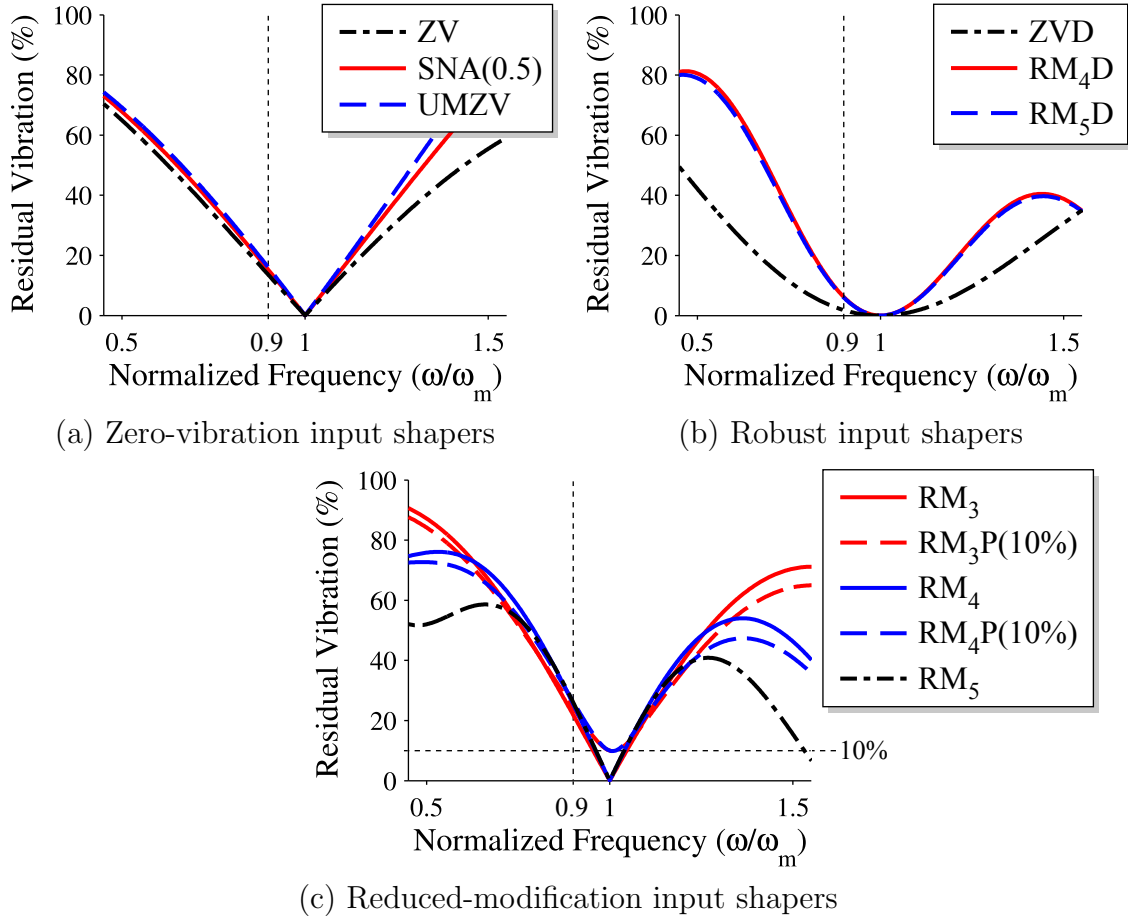 100
80
60
40
20
0
Residual Vibration (%)
ZV
SNA(0.5)
UMZV
0.5
0.9
1
1.5
Normalized Frequency (ω/ωm)
(a) Zero-vibration input shapers
100
80
60
40
20
0
Residual Vibration (%)
ZVD
RM4D
RM5D
0.5
0.9
1
1.5
Normalized Frequency (ω/ωm)
(b) Robust input shapers
100
80
60
40
20
0
Residual Vibration (%)
RM3
RM3P(10%)
RM4
RM4P(10%)
RM5
10%
0.5
0.9
1
1.5
Normalized Frequency (ω/ωm)
(c) Reduced-modification input shapers